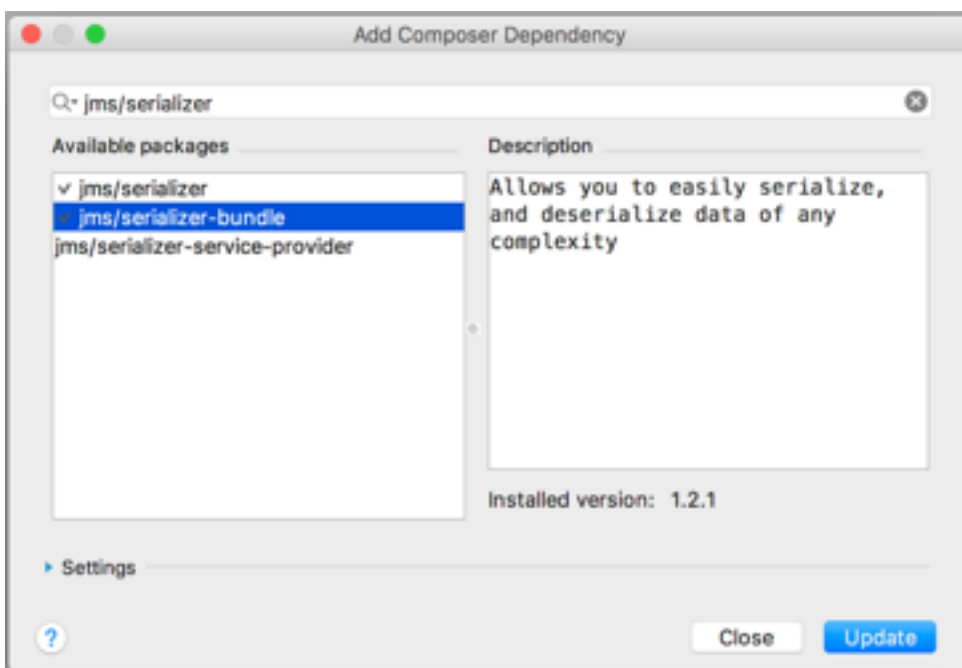 Add Composer Dependency
jms/serializer
Available packages
✓ jms/serializer
✓ jms/serializer-bundle
jms/serializer-service-provider
Description
Allows you to easily serialize,
and deserialize data of any
complexity
Installed version: 1.2.1
Settings
?
Close
Update